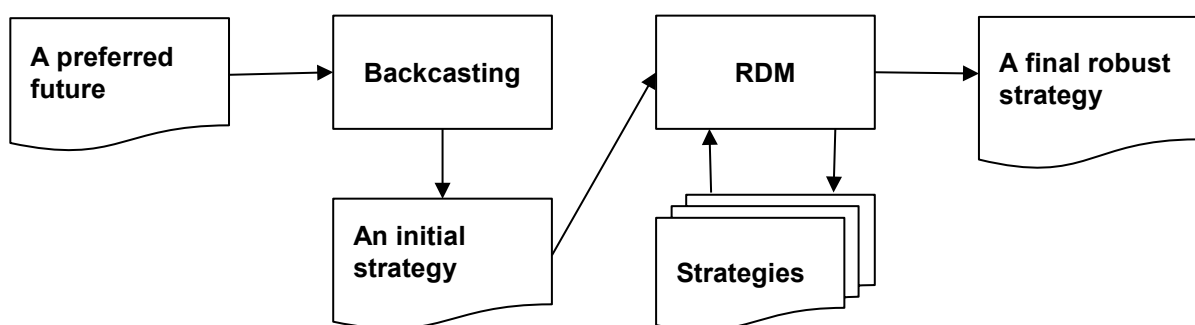 A preferred
future
Backcasting
RDM
A final robust
strategy
An initial
strategy
Strategies